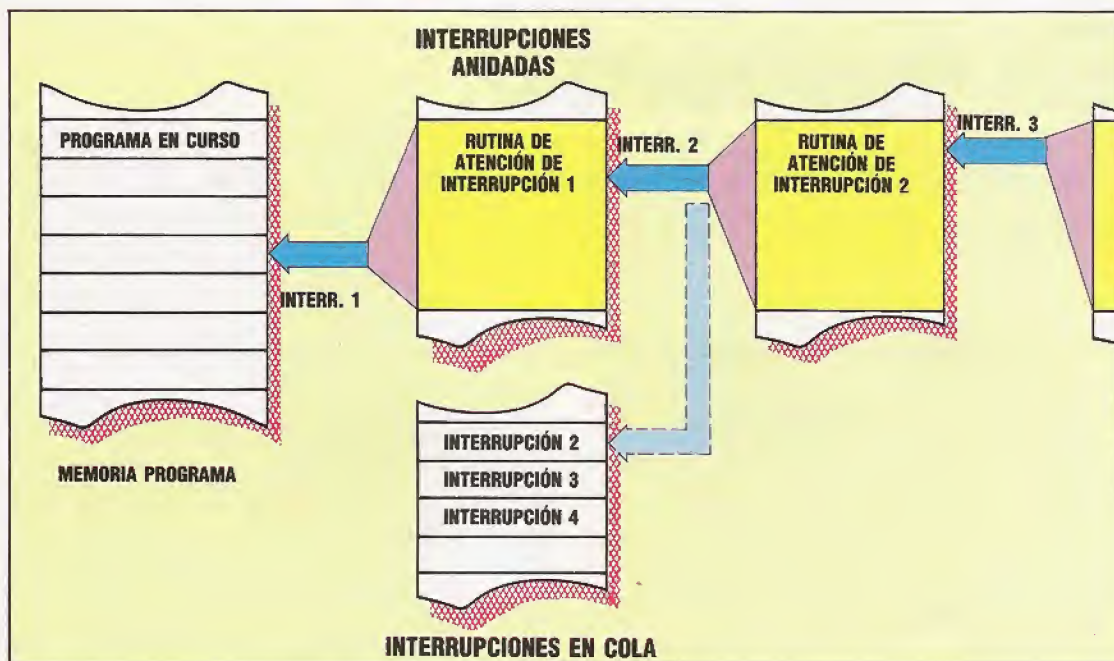 INTERRUPCIONES
ANIDADAS
PROGRAMA EN CURSO
RUTINA DE
ATENCIÓN DE
INTERRUPCIÓN 1
INTERR. 2
RUTINA DE
ATENCIÓN DE
INTERRUPCIÓN 2
INTERR. 3
INTERR. 1
MEMORIA PROGRAMA
INTERRUPCIÓN 2
INTERRUPCIÓN 3
INTERRUPCIÓN 4
INTERRUPCIONES EN COLA